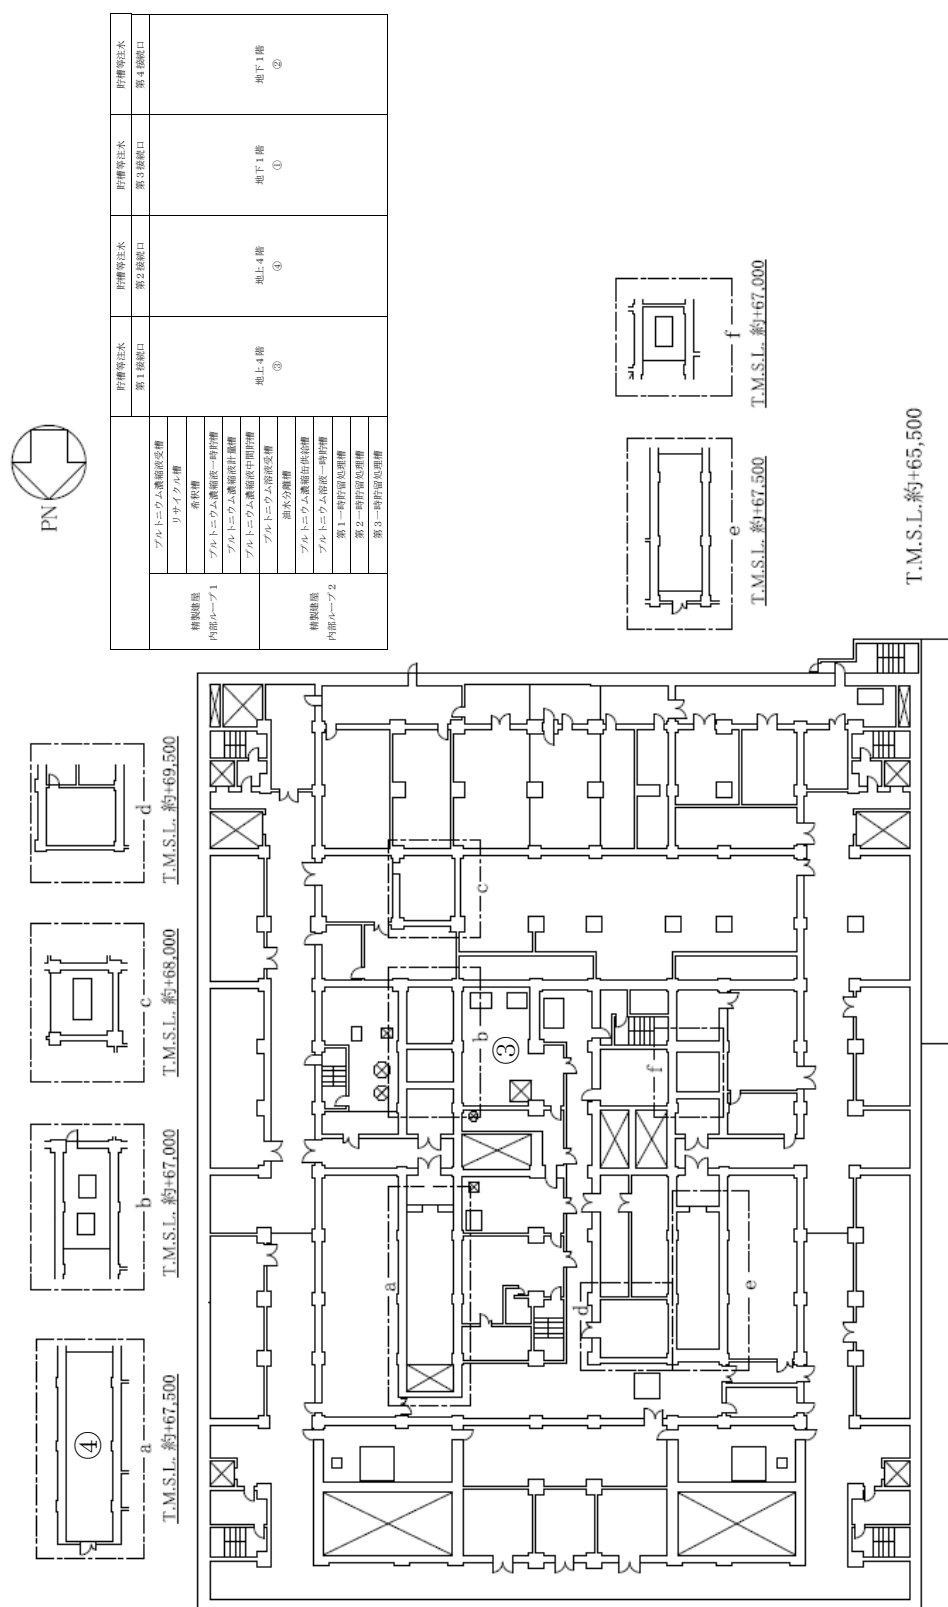 貯槽等注水
第1接続口
貯槽等注水
第2接続口
貯槽等注水
第3接続口
貯槽等注水
第4接続口
精製建屋
内部ループ1
プルトニウム濃縮液受槽
リサイクル槽
希釈槽
プルトニウム濃縮液一時貯槽
プルトニウム濃縮液計量槽
プルトニウム濃縮液中間貯槽
精製建屋
内部ループ2
プルトニウム溶液受槽
油水分離槽
プルトニウム濃縮缶供給槽
プルトニウム溶液一時貯槽
第1一時貯留処理槽
第2一時貯留処理槽
第3一時貯留処理槽
地上4階
③
地上4階
④
地下1階
①
地下1階
②
PN
④
a
T.M.S.L. 約+67,500
b
T.M.S.L. 約+67,000
c
T.M.S.L. 約+68,000
d
T.M.S.L. 約+69,500
a
b
c
③
d
e
f
e
T.M.S.L. 約+67,500
f
T.M.S.L. 約+67,000
T.M.S.L.約+65,500